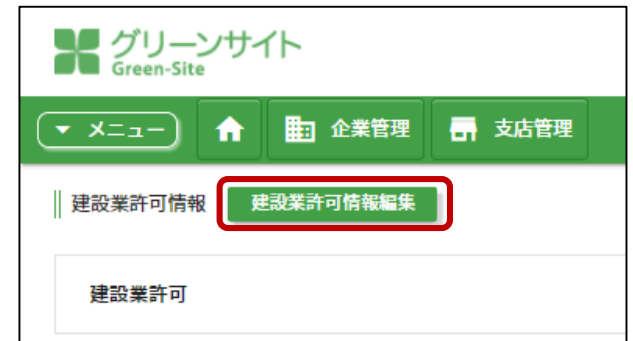 グリーンサイト
Green-Site
メニュー 企業管理 支店管理
建設業許可情報 建設業許可情報編集
建設業許可